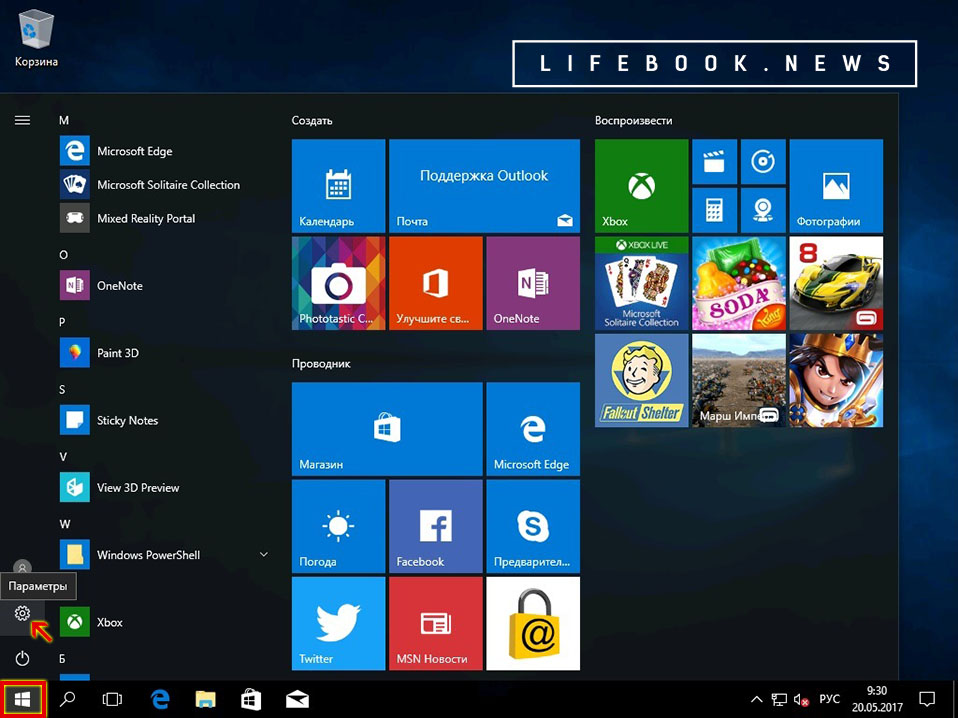 Корзина
LIFEBOOK.NEWS
M
Microsoft Edge
Microsoft Solitaire Collection
Mixed Reality Portal
O
OneNote
P
Paint 3D
S
Sticky Notes
V
View 3D Preview
W
Windows PowerShell
Параметры
Xbox
Б
Создать
Календарь
Поддержка Outlook
Почта
Phototastic C...
Улучшите св...
OneNote
Проводник
Магазин
Microsoft Edge
Погода
Facebook
Предварител...
Twitter
MSN Новости
@
Воспроизвести
Xbox
Фотографии
XBOX LIVE
Microsoft
Solitaire Collection
SODA
King
8
Fallout Shelter
РУС
9:30
20.05.2017